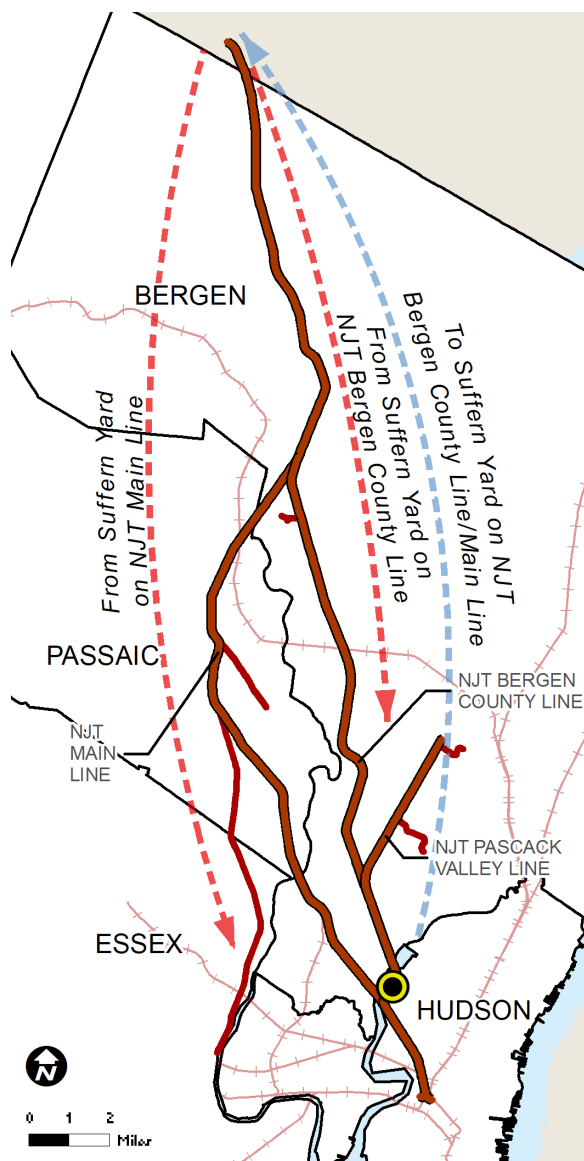 BERGEN
To Suffern Yard on NJT
Bergen County Line/Main Line
From Suffern Yard on
NJT Bergen County Line
From Suffern Yard
on NJT Main Line
PASSAIC
NJT BERGEN
COUNTY LINE
NJT
MAIN
LINE
NJT PASCACK
VALLEY LINE
ESSEX
HUDSON
N
0 1 2
Miles